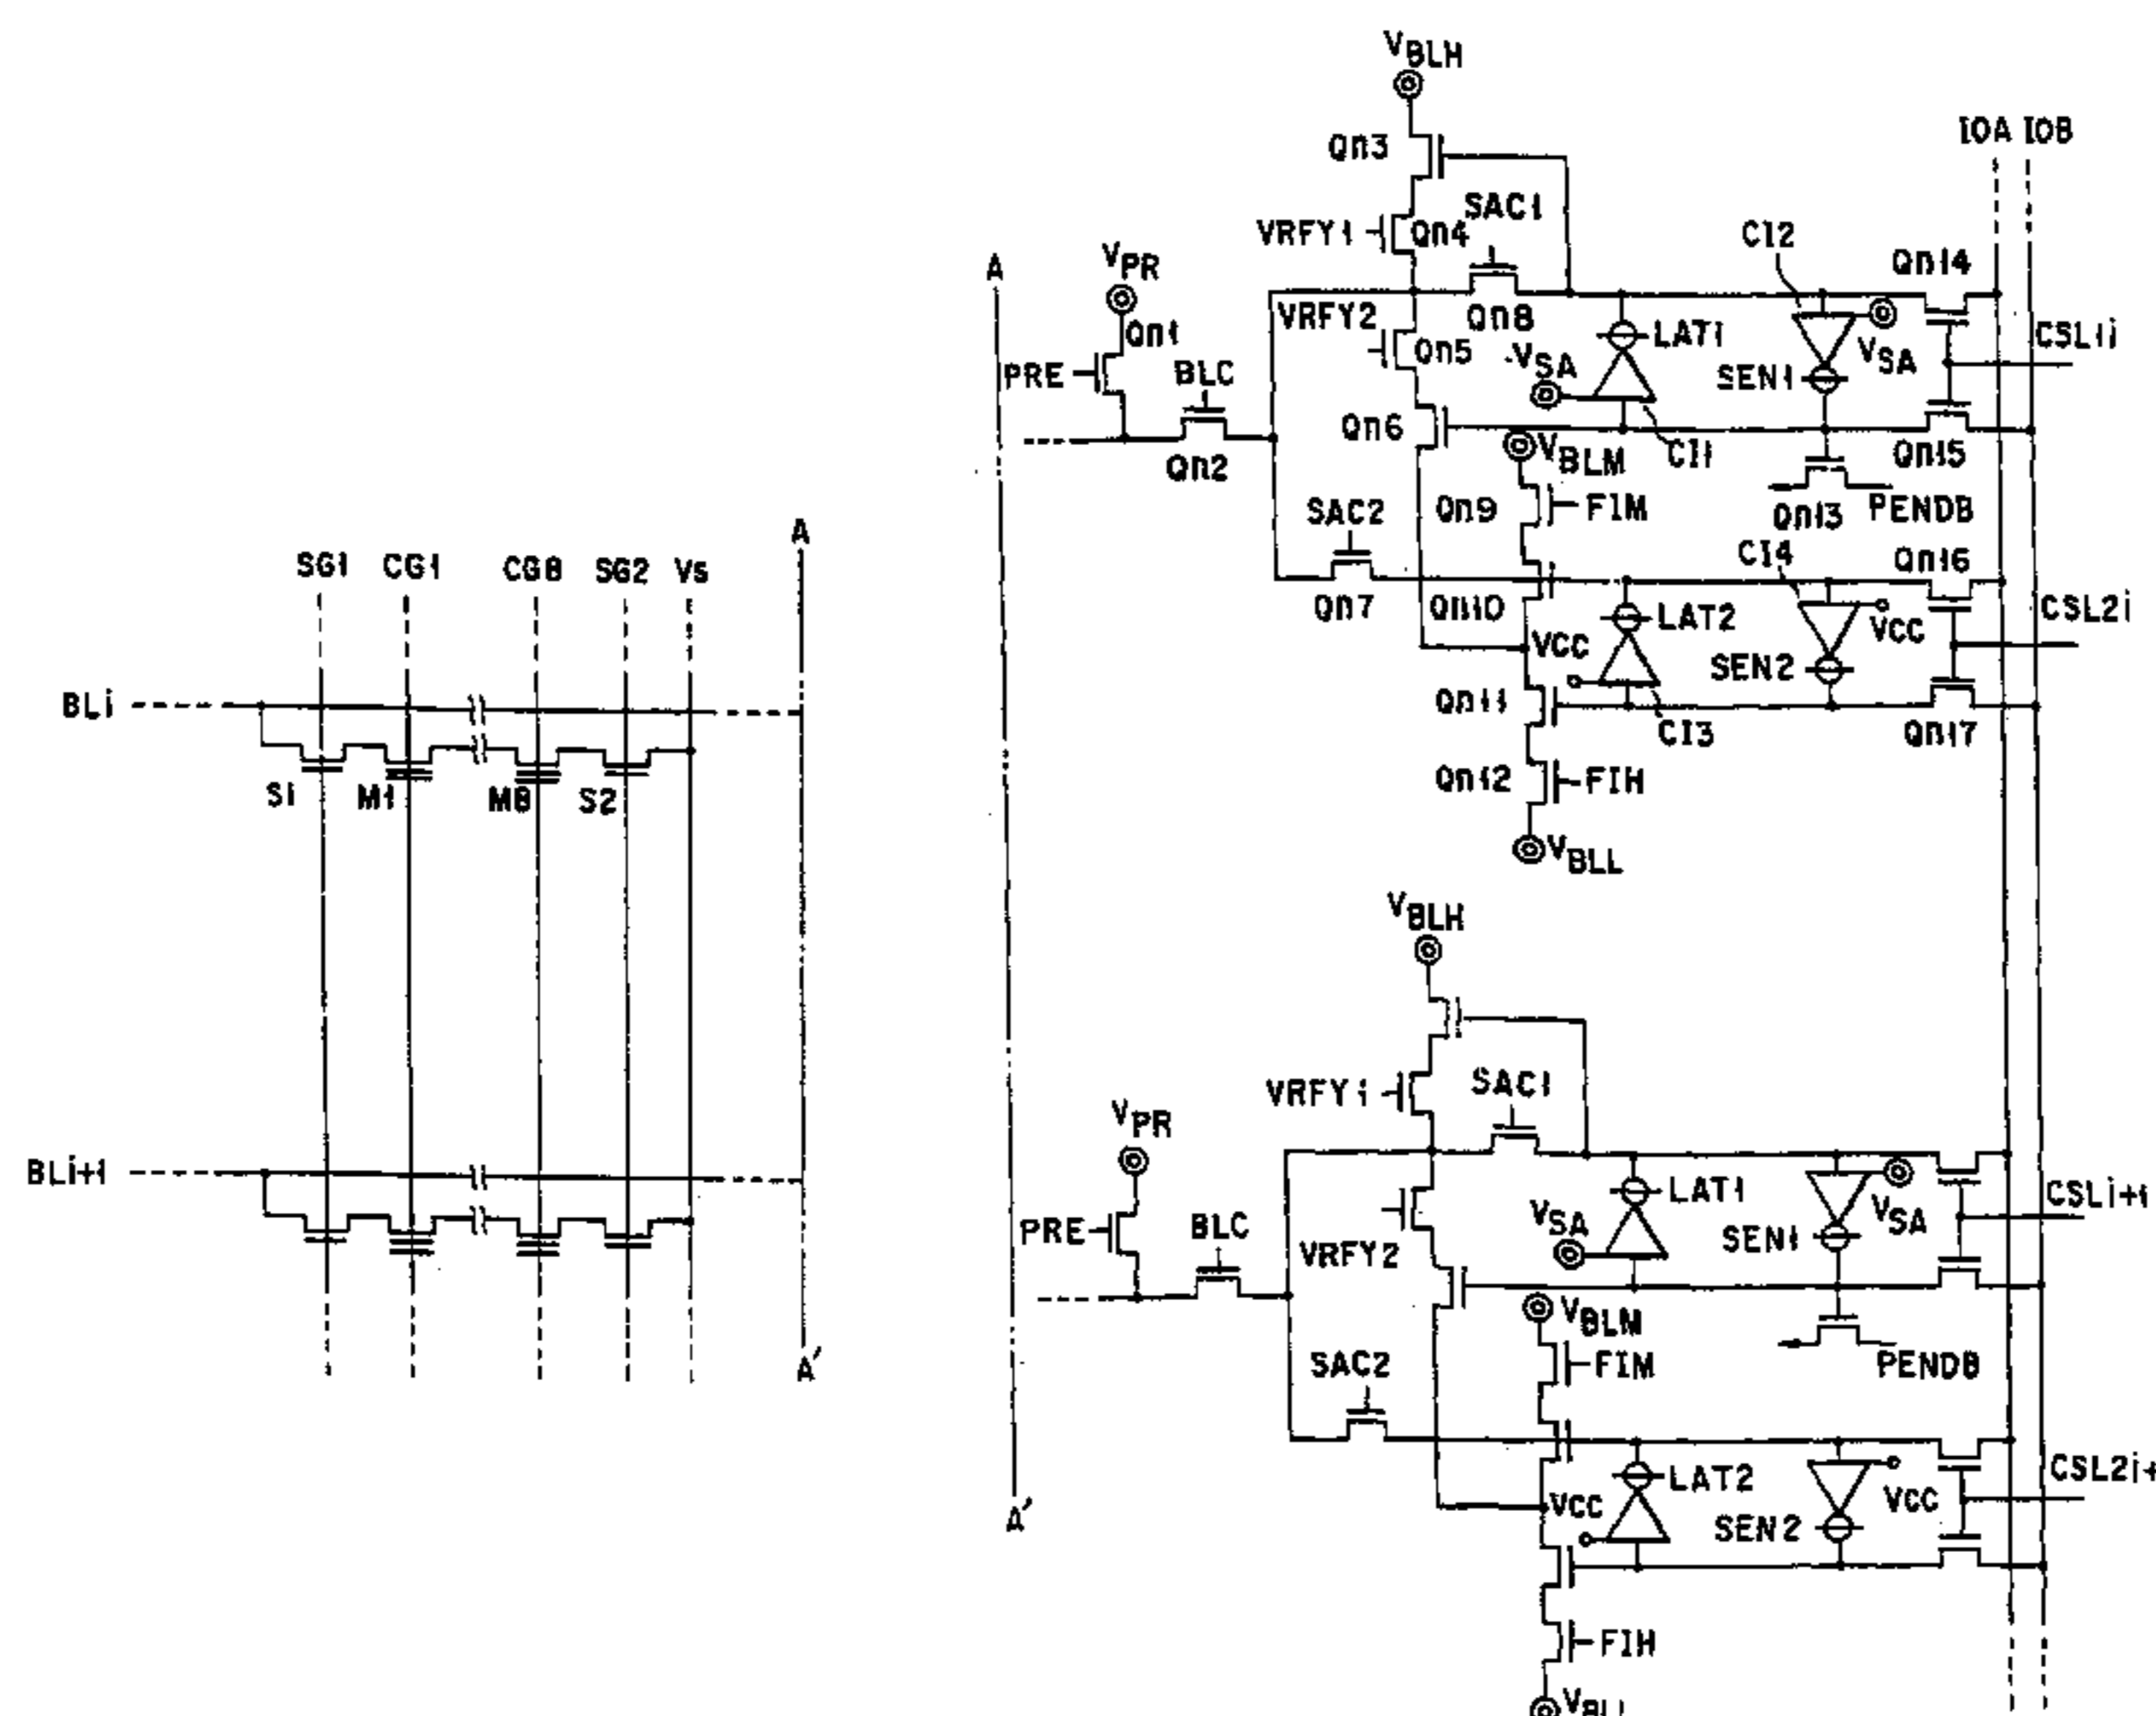 SG1 CG1 CG8 SG2 Vs A
BLi
Si M1 M8 S2
BLi+1
A'
A
VPR
Qn1
PRE
BLC
Qn2
VBLH
Qn3
VRFY1 Qn4
SAC1
VRFY2
Qn5
Qn8
VSA
LAT1
CI2
SEN1
VSA
Qn14
IOA IOB
CSL1i
Qn6
VBLM
CI1
Qn15
Qn9
FIM
Qn13 PENDB
SAC2
Qn7
Qn10
CI4
Qn16
LAT2
VCC
VCC
SEN2
CSL2i
Qn11
CI3
Qn17
Qn12
FIH
VBLL
VBLH
VRFY1
SAC1
VPR
PRE
BLC
VRFY2
VSA
LAT1
SEN1
VSA
CSLi+1
VBLM
FIM
PENDB
SAC2
LAT2
VCC
VCC
SEN2
CSL2i+
FIH
A'